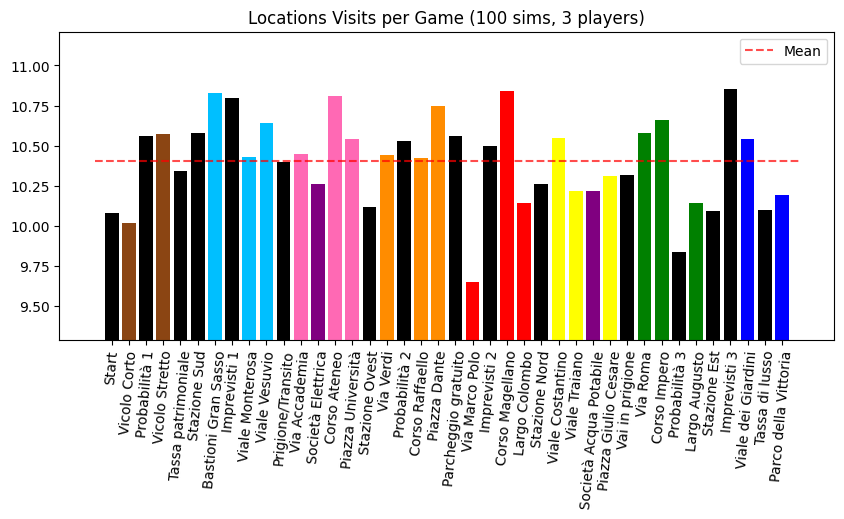 Locations Visits per Game (100 sims, 3 players)
Mean
11.00
10.75
10.50
10.25
10.00
9.75
9.50
Start
Vicolo Corto
Probabilità 1
Vicolo Stretto
Tassa patrimoniale
Stazione Sud
Bastioni Gran Sasso
Imprevisti 1
Viale Monterosa
Viale Vesuvio
Prigione/Transito
Via Accademia
Società Elettrica
Corso Ateneo
Piazza Università
Stazione Ovest
Via Verdi
Probabilità 2
Corso Raffaello
Piazza Dante
Parcheggio gratuito
Via Marco Polo
Imprevisti 2
Corso Magellano
Largo Colombo
Stazione Nord
Viale Costantino
Viale Traiano
Società Acqua Potabile
Piazza Giulio Cesare
Vai in prigione
Via Roma
Corso Impero
Probabilità 3
Largo Augusto
Stazione Est
Imprevisti 3
Viale dei Giardini
Tassa di lusso
Parco della Vittoria